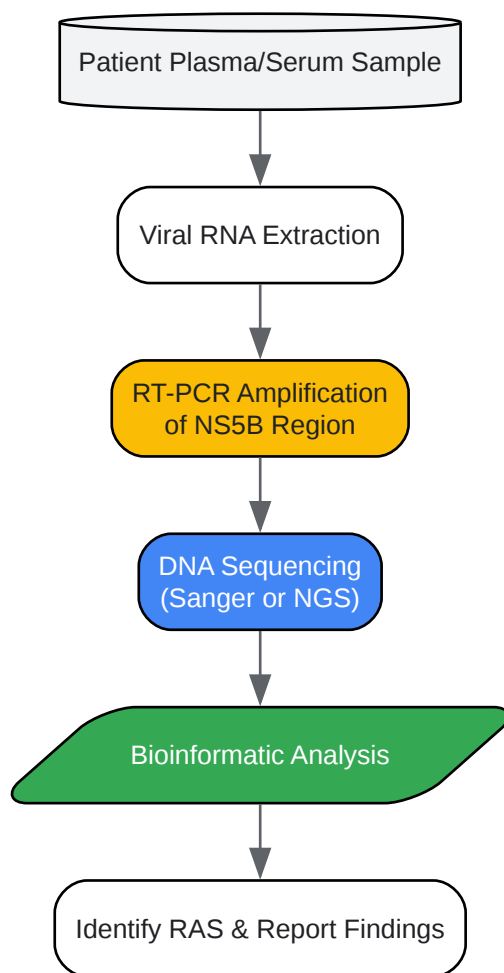 Patient Plasma/Serum Sample
Viral RNA Extraction
RT-PCR Amplification
of NS5B Region
DNA Sequencing
(Sanger or NGS)
Bioinformatic Analysis
Identify RAS & Report Findings